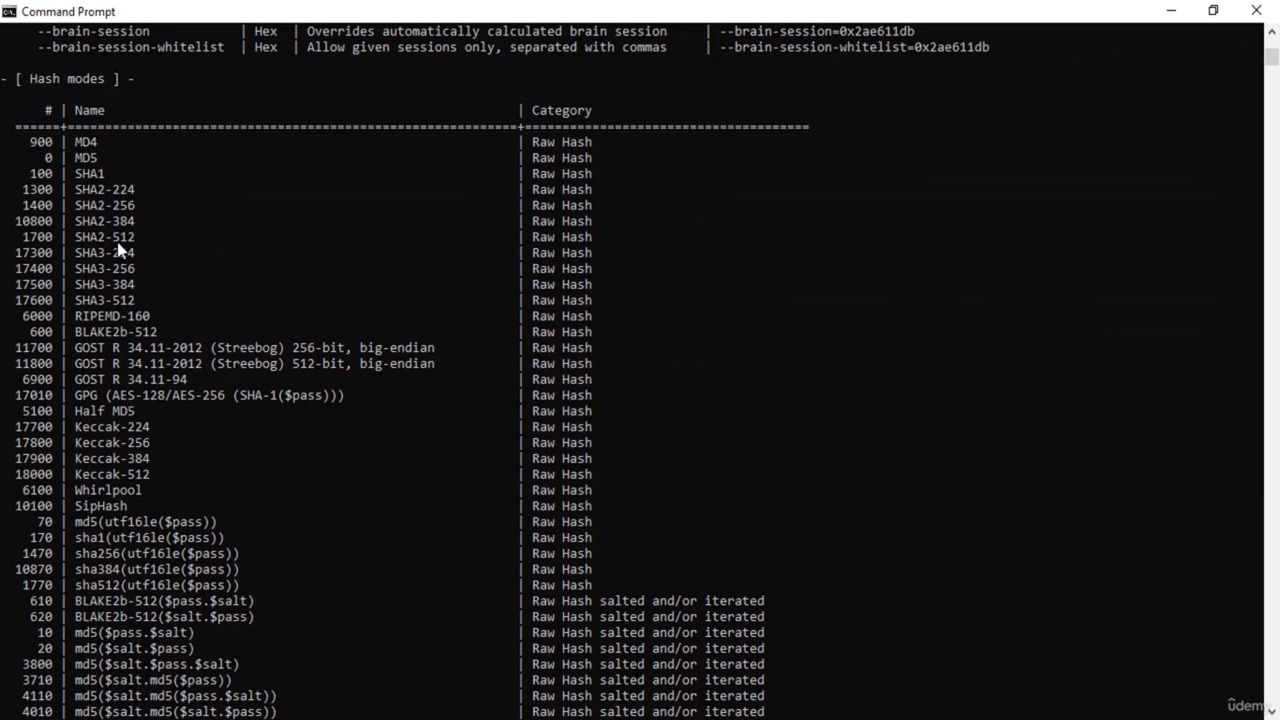 Command Prompt
--brain-session | Hex | Overrides automatically calculated brain session | --brain-session=0x2ae611db
--brain-session-whitelist | Hex | Allow given sessions only, separated with commas | --brain-session-whitelist=0x2ae611db
- [ Hash modes ] -
# | Name | Category
======+==================================================+======================================
900 | MD4 | Raw Hash
0 | MD5 | Raw Hash
100 | SHA1 | Raw Hash
1300 | SHA2-224 | Raw Hash
1400 | SHA2-256 | Raw Hash
10800 | SHA2-384 | Raw Hash
1700 | SHA2-512 | Raw Hash
17300 | SHA3-224 | Raw Hash
17400 | SHA3-256 | Raw Hash
17500 | SHA3-384 | Raw Hash
17600 | SHA3-512 | Raw Hash
6000 | RIPEMD-160 | Raw Hash
600 | BLAKE2b-512 | Raw Hash
11700 | GOST R 34.11-2012 (Streebog) 256-bit, big-endian | Raw Hash
11800 | GOST R 34.11-2012 (Streebog) 512-bit, big-endian | Raw Hash
6900 | GOST R 34.11-94 | Raw Hash
17010 | GPG (AES-128/AES-256 (SHA-1($pass))) | Raw Hash
5100 | Half MD5 | Raw Hash
17700 | Keccak-224 | Raw Hash
17800 | Keccak-256 | Raw Hash
17900 | Keccak-384 | Raw Hash
18000 | Keccak-512 | Raw Hash
6100 | Whirlpool | Raw Hash
10100 | SipHash | Raw Hash
70 | md5(utf16le($pass)) | Raw Hash
170 | sha1(utf16le($pass)) | Raw Hash
1470 | sha256(utf16le($pass)) | Raw Hash
10870 | sha384(utf16le($pass)) | Raw Hash
1770 | sha512(utf16le($pass)) | Raw Hash
610 | BLAKE2b-512($pass.$salt) | Raw Hash salted and/or iterated
620 | BLAKE2b-512($salt.$pass) | Raw Hash salted and/or iterated
10 | md5($pass.$salt) | Raw Hash salted and/or iterated
20 | md5($salt.$pass) | Raw Hash salted and/or iterated
3800 | md5($salt.$pass.$salt) | Raw Hash salted and/or iterated
3710 | md5($salt.md5($pass)) | Raw Hash salted and/or iterated
4110 | md5($salt.md5($pass.$salt)) | Raw Hash salted and/or iterated
4010 | md5($salt.md5($salt.$pass)) | Raw Hash salted and/or iterated
ûdemy